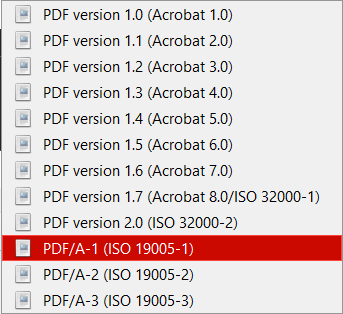 PDF version 1.0 (Acrobat 1.0)
PDF version 1.1 (Acrobat 2.0)
PDF version 1.2 (Acrobat 3.0)
PDF version 1.3 (Acrobat 4.0)
PDF version 1.4 (Acrobat 5.0)
PDF version 1.5 (Acrobat 6.0)
PDF version 1.6 (Acrobat 7.0)
PDF version 1.7 (Acrobat 8.0/ISO 32000-1)
PDF version 2.0 (ISO 32000-2)
PDF/A-1 (ISO 19005-1)
PDF/A-2 (ISO 19005-2)
PDF/A-3 (ISO 19005-3)